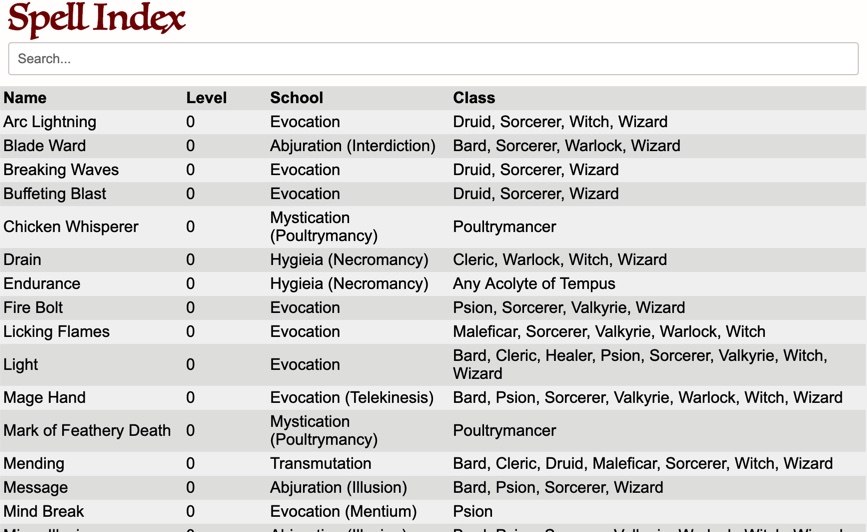 Spell Index
Search...
Name Level School Class
Arc Lightning 0 Evocation Druid, Sorcerer, Witch, Wizard
Blade Ward 0 Abjuration (Interdiction) Bard, Sorcerer, Warlock, Wizard
Breaking Waves 0 Evocation Druid, Sorcerer, Wizard
Buffeting Blast 0 Evocation Druid, Sorcerer, Wizard
Chicken Whisperer 0 Mystication (Poultrymancy) Poultrymancer
Drain 0 Hygieia (Necromancy) Cleric, Warlock, Witch, Wizard
Endurance 0 Hygieia (Necromancy) Any Acolyte of Tempus
Fire Bolt 0 Evocation Psion, Sorcerer, Valkyrie, Wizard
Licking Flames 0 Evocation Maleficar, Sorcerer, Valkyrie, Warlock, Witch
Light 0 Evocation Bard, Cleric, Healer, Psion, Sorcerer, Valkyrie, Witch, Wizard
Mage Hand 0 Evocation (Telekinesis) Bard, Psion, Sorcerer, Valkyrie, Warlock, Witch, Wizard
Mark of Feathery Death 0 Mystication (Poultrymancy) Poultrymancer
Mending 0 Transmutation Bard, Cleric, Druid, Maleficar, Sorcerer, Witch, Wizard
Message 0 Abjuration (Illusion) Bard, Psion, Sorcerer, Wizard
Mind Break 0 Evocation (Mentium) Psion